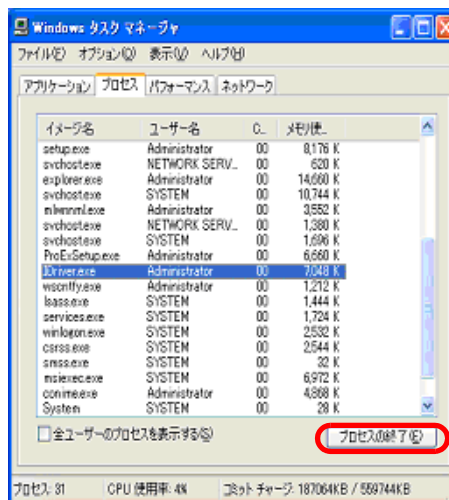 Windows タスク マネージャ
ファイル(F) オプション(O) 表示(V) ヘルプ(H)
アプリケーション プロセス パフォーマンス ネットワーク
イメージ名 ユーザー名 C... メモリ使...
setup.exe Administrator 00 8,176 K
svchost.exe NETWORK SERV... 00 620 K
explorer.exe Administrator 00 14,660 K
svchost.exe SYSTEM 00 10,744 K
Administrator 00 3,552 K
svchost.exe NETWORK SERV... 00 1,380 K
svchost.exe SYSTEM 00 1,696 K
ProExSetup.exe Administrator 00 6,660 K
IDriver.exe Administrator 00 7,048 K
wscntfy.exe Administrator 00 1,212 K
lsass.exe SYSTEM 00 1,444 K
services.exe SYSTEM 00 1,724 K
winlogon.exe SYSTEM 00 2,532 K
csrss.exe SYSTEM 00 2,544 K
smss.exe SYSTEM 00 32 K
msiexec.exe SYSTEM 00 6,972 K
conime.exe Administrator 00 4,868 K
System SYSTEM 00 28 K
全ユーザーのプロセスを表示する(S) プロセスの終了(E)
プロセス: 31 CPU 使用率: 4% コミット チャージ: 187064KB / 559744KB